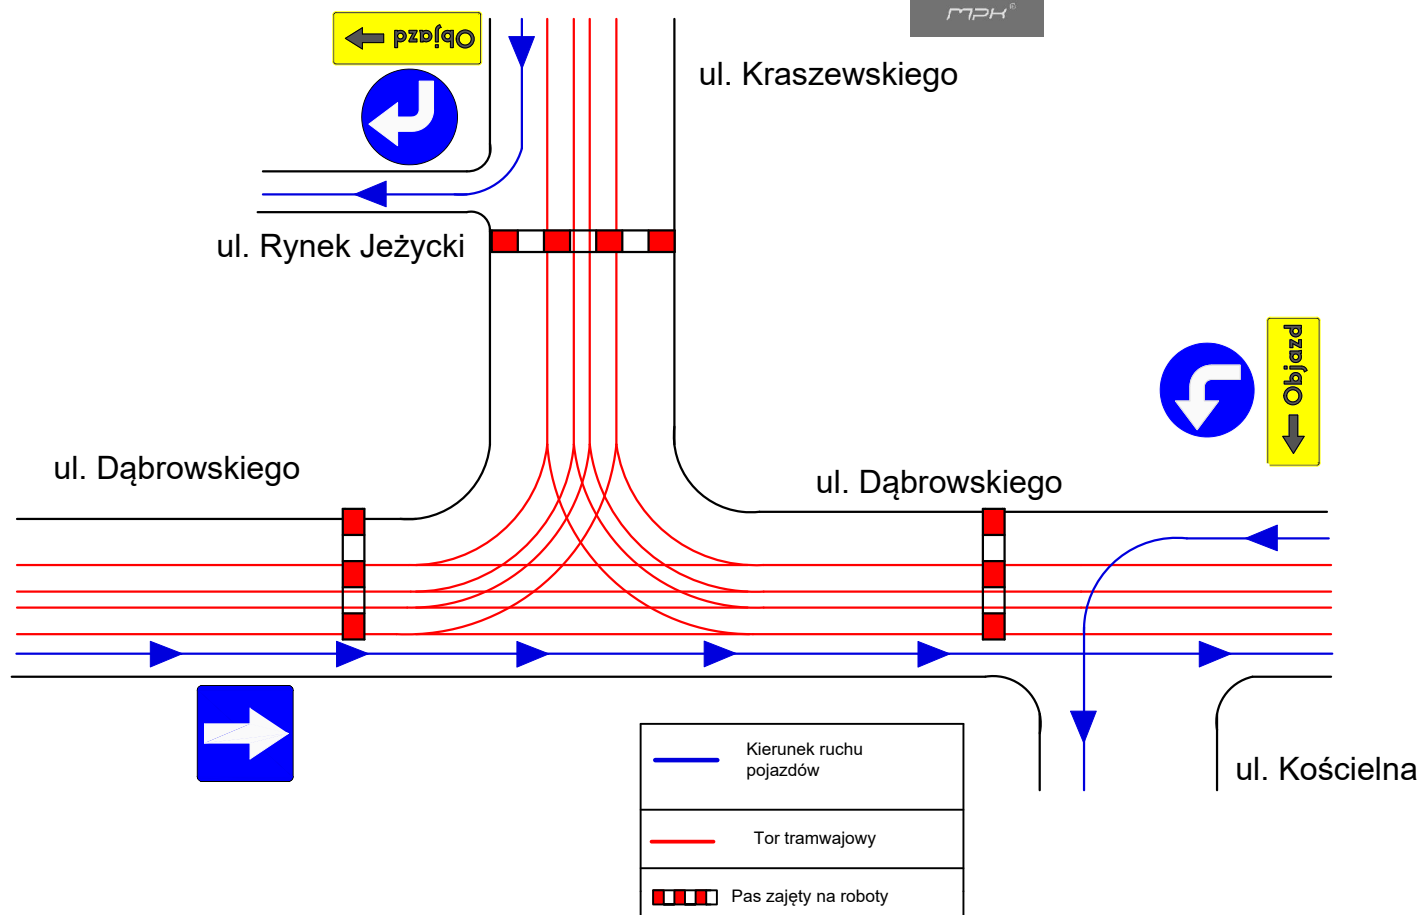 MPK®
Objazd
ul. Kraszewskiego
ul. Rynek Jeżycki
Objazd
ul. Dąbrowskiego
ul. Dąbrowskiego
Kierunek ruchu
pojazdów
ul. Kościelna
Tor tramwajowy
Pas zajęty na roboty